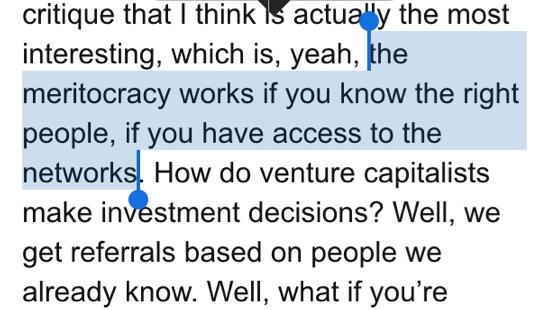 critique that I think is actually the most
interesting, which is, yeah, the
meritocracy works if you know the right
people, if you have access to the
networks. How do venture capitalists
make investment decisions? Well, we
get referrals based on people we
already know. Well, what if you’re